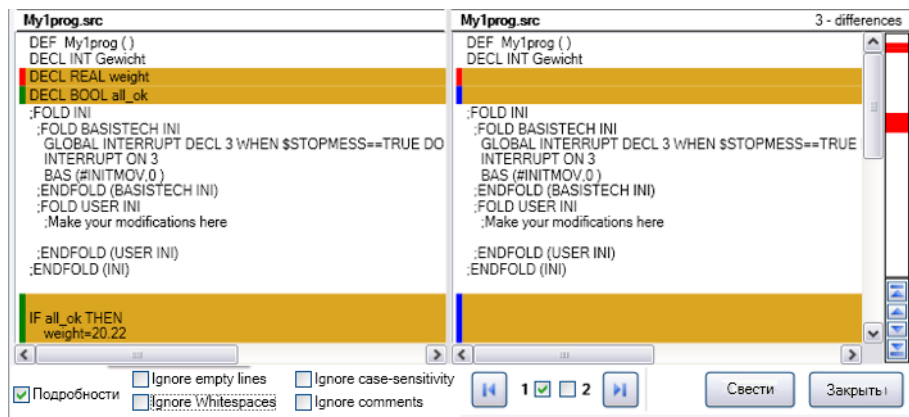 My1prog.src
DEF My1prog ( )
DECL INT Gewicht
DECL REAL weight
DECL BOOL all_ok
;FOLD INI
;FOLD BASISTECH INI
GLOBAL INTERRUPT DECL 3 WHEN $STOPMESS==TRUE DO
INTERRUPT ON 3
BAS (#INITMOV,0 )
;ENDFOLD (BASISTECH INI)
;FOLD USER INI
;Make your modifications here
;ENDFOLD (USER INI)
;ENDFOLD (INI)
IF all_ok THEN
weight=20.22
My1prog.src 3 - differences
DEF My1prog ( )
DECL INT Gewicht
;FOLD INI
;FOLD BASISTECH INI
GLOBAL INTERRUPT DECL 3 WHEN $STOPMESS==TRUE
INTERRUPT ON 3
BAS (#INITMOV,0 )
;ENDFOLD (BASISTECH INI)
;FOLD USER INI
;Make your modifications here
;ENDFOLD (USER INI)
;ENDFOLD (INI)
Подробности
Ignore empty lines
Ignore Whitespaces
Ignore case-sensitivity
Ignore comments
1 2
Свести
Закрыть